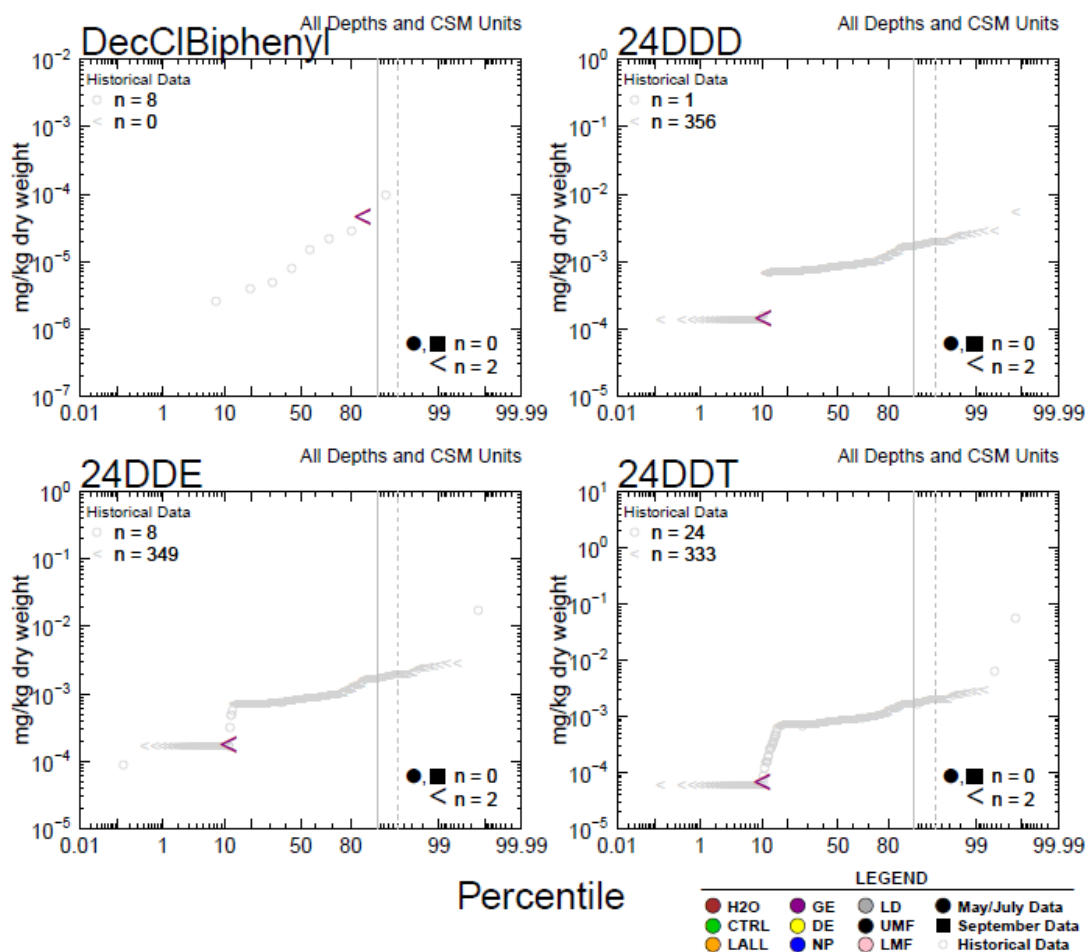 DecClBiphenyl
All Depths and CSM Units
Historical Data
n = 8
< n = 0
mg/kg dry weight
10^-2
10^-3
10^-4
10^-5
10^-6
10^-7
<
●,■ n = 0
< n = 2
0.01 1 10 50 80 99 99.99
24DDD
All Depths and CSM Units
Historical Data
n = 1
< n = 356
mg/kg dry weight
10^0
10^-1
10^-2
10^-3
10^-4
10^-5
<
●,■ n = 0
< n = 2
0.01 1 10 50 80 99 99.99
24DDE
All Depths and CSM Units
Historical Data
n = 8
< n = 349
mg/kg dry weight
10^0
10^-1
10^-2
10^-3
10^-4
10^-5
<
●,■ n = 0
< n = 2
0.01 1 10 50 80 99 99.99
24DDT
All Depths and CSM Units
Historical Data
n = 24
< n = 333
mg/kg dry weight
10^1
10^0
10^-1
10^-2
10^-3
10^-4
10^-5
<
●,■ n = 0
< n = 2
0.01 1 10 50 80 99 99.99
Percentile
LEGEND
H2O GE LD May/July Data
CTRL DE UMF September Data
LALL NP LMF Historical Data